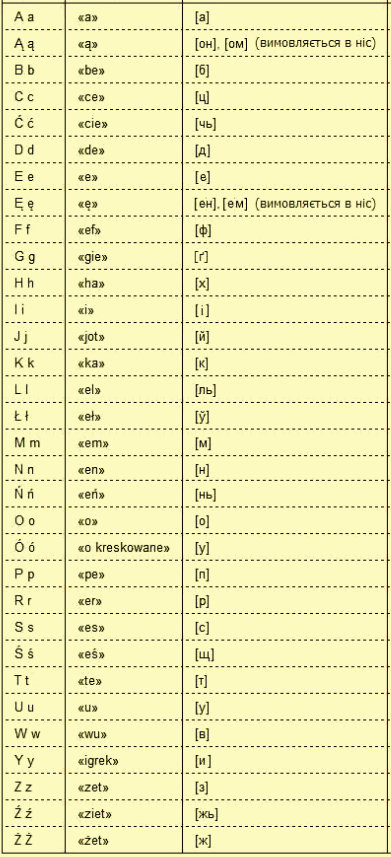 A a «a» [а]
Ą ą «ą» [он], [ом] (вимовляється в ніс)
B b «be» [б]
C c «ce» [ц]
Ć ć «cie» [чь]
D d «de» [д]
E e «e» [е]
Ę ę «ę» [ен], [ем] (вимовляється в ніс)
F f «ef» [ф]
G g «gie» [ґ]
H h «ha» [х]
I i «i» [і]
J j «jot» [й]
K k «ka» [к]
L l «el» [ль]
Ł ł «eł» [ў]
M m «em» [м]
N n «en» [н]
Ń ń «eń» [нь]
O o «o» [о]
Ó ó «o kreskowane» [у]
P p «pe» [п]
R r «er» [р]
S s «es» [с]
Ś ś «eś» [щ]
T t «te» [т]
U u «u» [у]
W w «wu» [в]
Y y «igrek» [и]
Z z «zet» [з]
Ź ź «ziet» [жь]
Ż Ż «żet» [ж]